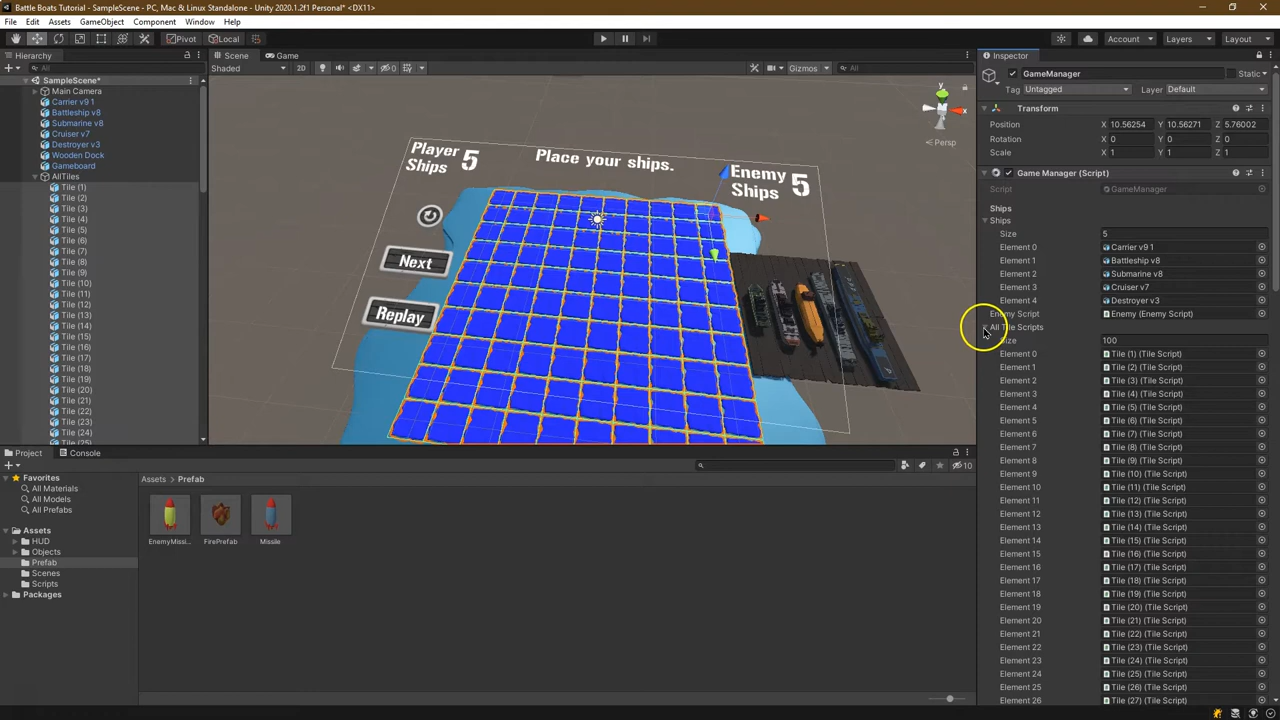 Battle Boats Tutorial - SampleScene - PC, Mac & Linux Standalone - Unity 2020.1.2f1 Personal* <DX11>
File Edit Assets GameObject Component Window Help
Pivot Local Account Layers Layout
Hierarchy
All
SampleScene*
Main Camera
Carrier v9 1
Battleship v8
Submarine v8
Cruiser v7
Destroyer v3
Wooden Dock
Gameboard
AllTiles
Tile (1)
Tile (2)
Tile (3)
Tile (4)
Tile (5)
Tile (6)
Tile (7)
Tile (8)
Tile (9)
Tile (10)
Tile (11)
Tile (12)
Tile (13)
Tile (14)
Tile (15)
Tile (16)
Tile (17)
Tile (18)
Tile (19)
Tile (20)
Tile (21)
Tile (22)
Tile (23)
Tile (24)
Tile (25)
Scene Game
Shaded 2D 0 Gizmos All
y
x
Persp
Player
Ships 5
Place your ships.
Enemy
Ships 5
Next
Replay
Project Console
Favorites
All Materials
All Models
All Prefabs
Assets
HUD
Objects
Prefab
Scenes
Scripts
Packages
10
Assets Prefab
EnemyMissi...
FirePrefab
Missile
Inspector
GameManager Static
Tag Untagged Layer Default
Transform
Position X 10.56254 Y 10.56271 Z 5.76002
Rotation X 0 Y 0 Z 0
Scale X 1 Y 1 Z 1
Game Manager (Script)
Script GameManager
Ships
Ships
Size 5
Element 0 Carrier v9 1
Element 1 Battleship v8
Element 2 Submarine v8
Element 3 Cruiser v7
Element 4 Destroyer v3
Enemy Script Enemy (Enemy Script)
All Tile Scripts
Size 100
Element 0 Tile (1) (Tile Script)
Element 1 Tile (2) (Tile Script)
Element 2 Tile (3) (Tile Script)
Element 3 Tile (4) (Tile Script)
Element 4 Tile (5) (Tile Script)
Element 5 Tile (6) (Tile Script)
Element 6 Tile (7) (Tile Script)
Element 7 Tile (8) (Tile Script)
Element 8 Tile (9) (Tile Script)
Element 9 Tile (10) (Tile Script)
Element 10 Tile (11) (Tile Script)
Element 11 Tile (12) (Tile Script)
Element 12 Tile (13) (Tile Script)
Element 13 Tile (14) (Tile Script)
Element 14 Tile (15) (Tile Script)
Element 15 Tile (16) (Tile Script)
Element 16 Tile (17) (Tile Script)
Element 17 Tile (18) (Tile Script)
Element 18 Tile (19) (Tile Script)
Element 19 Tile (20) (Tile Script)
Element 20 Tile (21) (Tile Script)
Element 21 Tile (22) (Tile Script)
Element 22 Tile (23) (Tile Script)
Element 23 Tile (24) (Tile Script)
Element 24 Tile (25) (Tile Script)
Element 25 Tile (26) (Tile Script)
Element 26 Tile (27) (Tile Script)